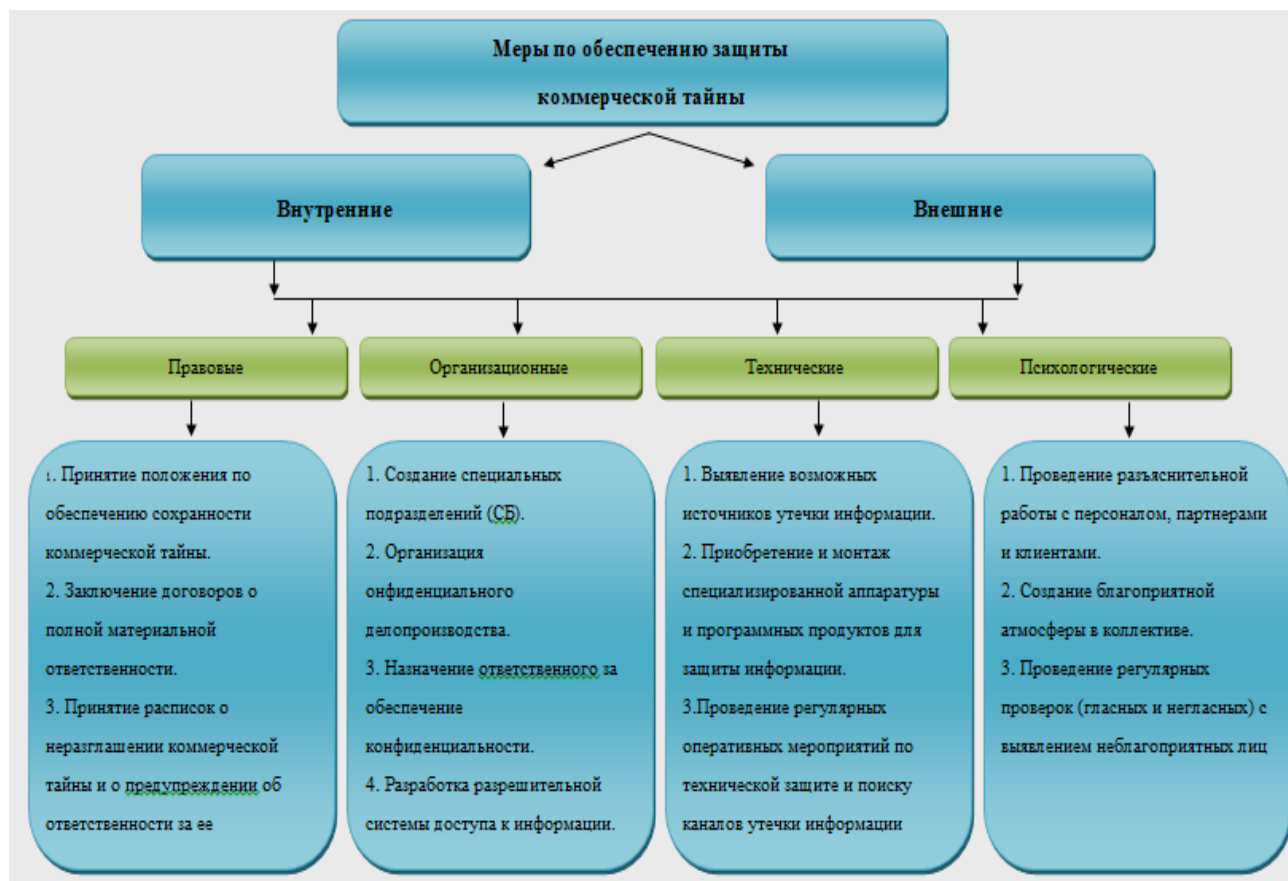 Меры по обеспечению защиты
коммерческой тайны
Внутренние
Внешние
Правовые
Организационные
Технические
Психологические
1. Принятие положения по
обеспечению сохранности
коммерческой тайны.
2. Заключение договоров о
полной материальной
ответственности.
3. Принятие расписок о
неразглашении коммерческой
тайны и о предупреждении об
ответственности за ее
1. Создание специальных
подразделений (СБ).
2. Организация
онфиденциального
делопроизводства.
3. Назначение ответственного за
обеспечение
конфиденциальности.
4. Разработка разрешительной
системы доступа к информации.
1. Выявление возможных
источников утечки информации.
2. Приобретение и монтаж
специализированной аппаратуры
и программных продуктов для
защиты информации.
3.Проведение регулярных
оперативных мероприятий по
технической защите и поиску
каналов утечки информации
1. Проведение разъяснительной
работы с персоналом, партнерами
и клиентами.
2. Создание благоприятной
атмосферы в коллективе.
3. Проведение регулярных
проверок (гласных и негласных) с
выявлением неблагоприятных лиц